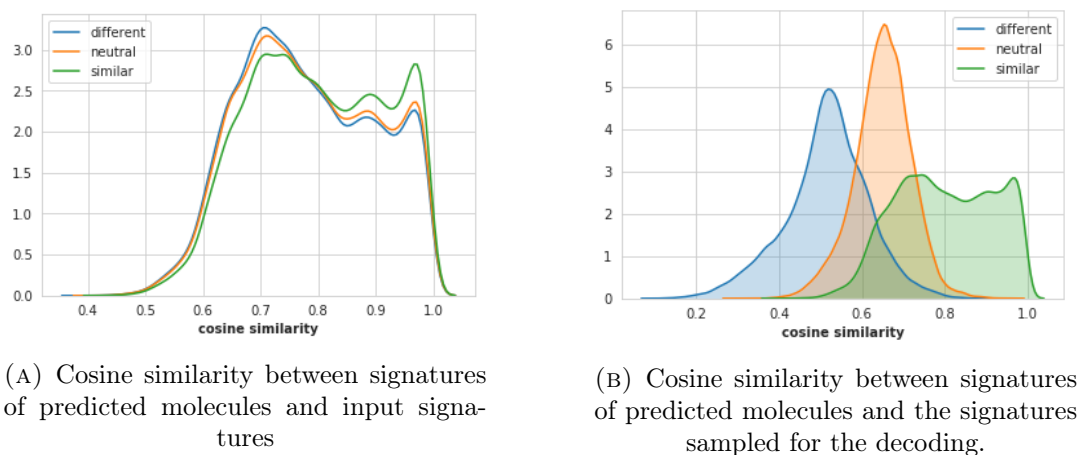 different
neutral
similar
3.0
2.5
2.0
1.5
1.0
0.5
0.0
0.4 0.5 0.6 0.7 0.8 0.9 1.0
cosine similarity
(A) Cosine similarity between signatures
of predicted molecules and input signa-
tures
different
neutral
similar
6
5
4
3
2
1
0
0.2 0.4 0.6 0.8 1.0
cosine similarity
(B) Cosine similarity between signatures
of predicted molecules and the signatures
sampled for the decoding.